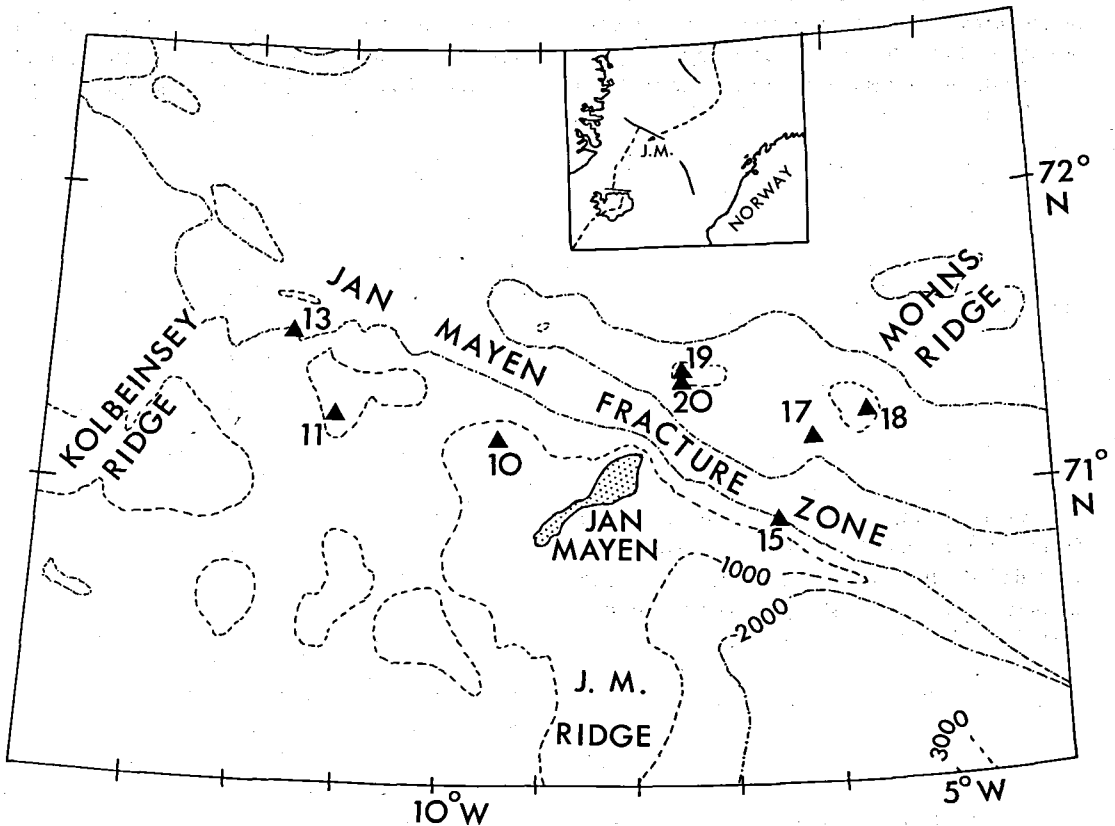 J.M.
NORWAY
72°
N
JAN
MAYEN
FRACTURE
ZONE
MOHNS
RIDGE
KOLBEINSEY
RIDGE
13
19
20
17
18
11
10
71°
N
JAN
MAYEN
15
1000
2000
J. M.
RIDGE
3000
10°W
5°W